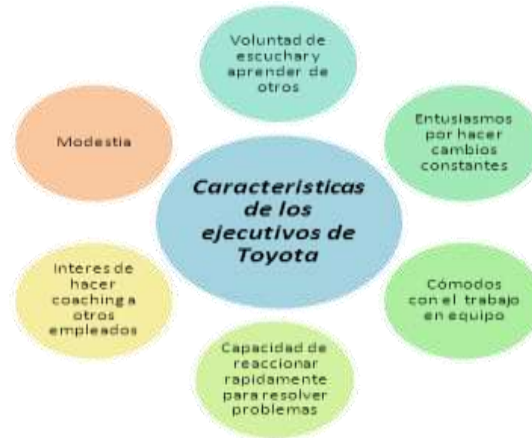 Voluntad de
escuchar y
aprender de
otros
Entusiasmos
por hacer
cambios
constantes
Cómodos
con el trabajo
en equipo
Capacidad de
reaccionar
rapidamente
para resolver
problemas
Interes de
hacer
coaching a
otros
empleados
Modestia
Caracteristicas
de los
ejecutivos de
Toyota